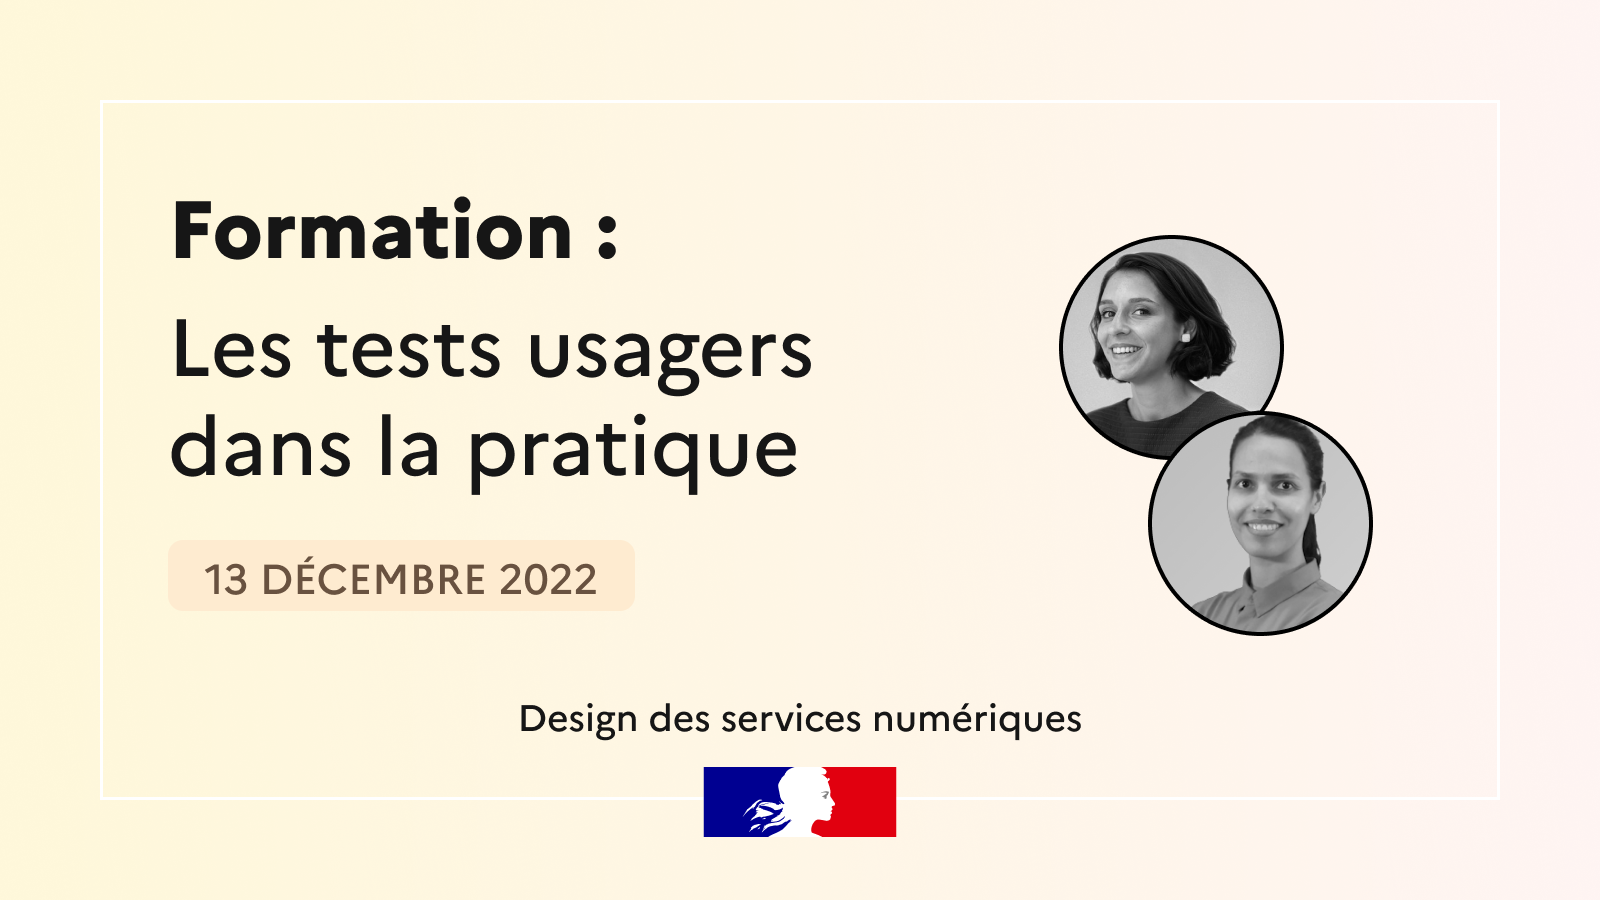 Formation :
Les tests usagers
dans la pratique
13 DÉCEMBRE 2022
Design des services numériques